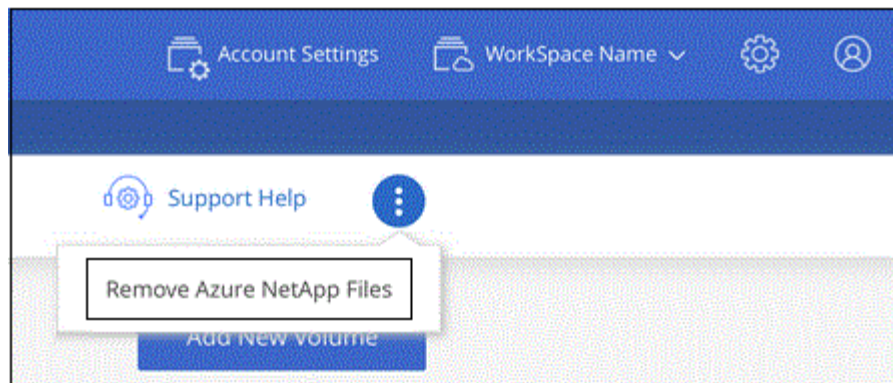 Account Settings
WorkSpace Name
Support Help
Remove Azure NetApp Files
Add New Volume